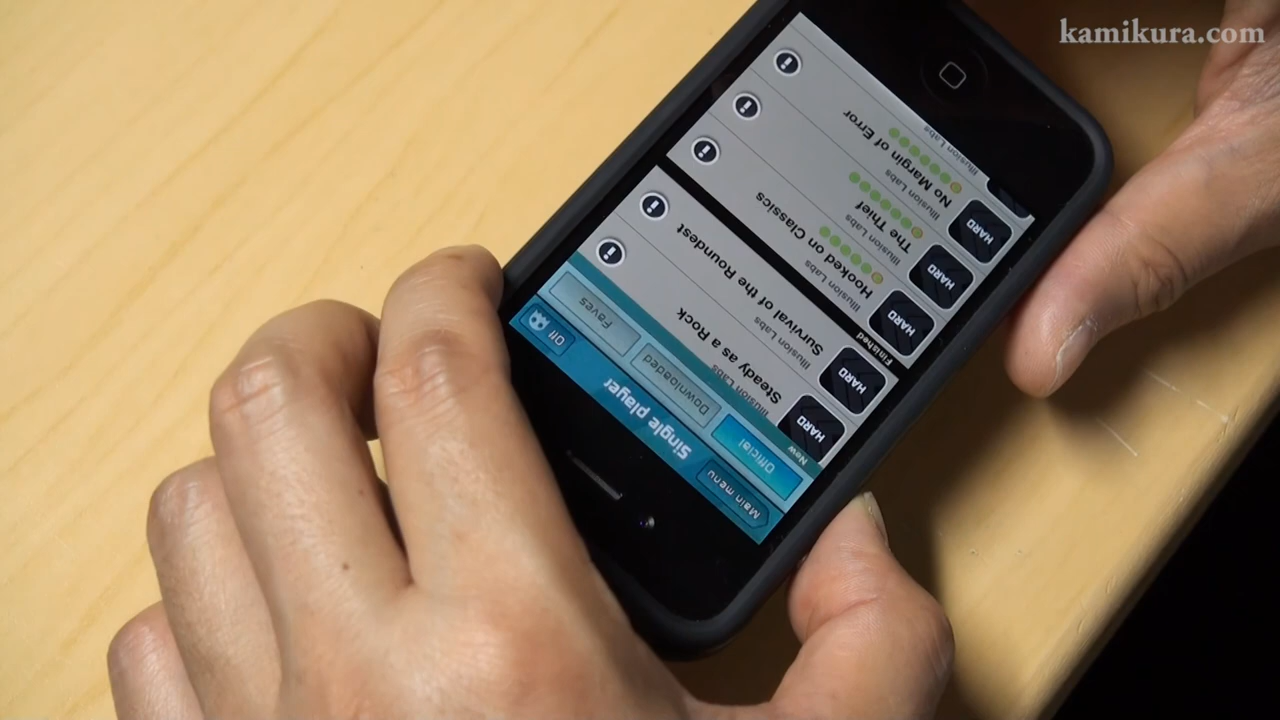 kamikura.com
Main menu
Single player
Off
Official
Downloaded
Faves
New
HARD
Steady as a Rock
Illusion Labs
HARD
Survival of the Roundest
Illusion Labs
Finished
HARD
Hooked on Classics
Illusion Labs
HARD
The Thief
Illusion Labs
HARD
No Margin of Error
Illusion Labs
Illusion Labs